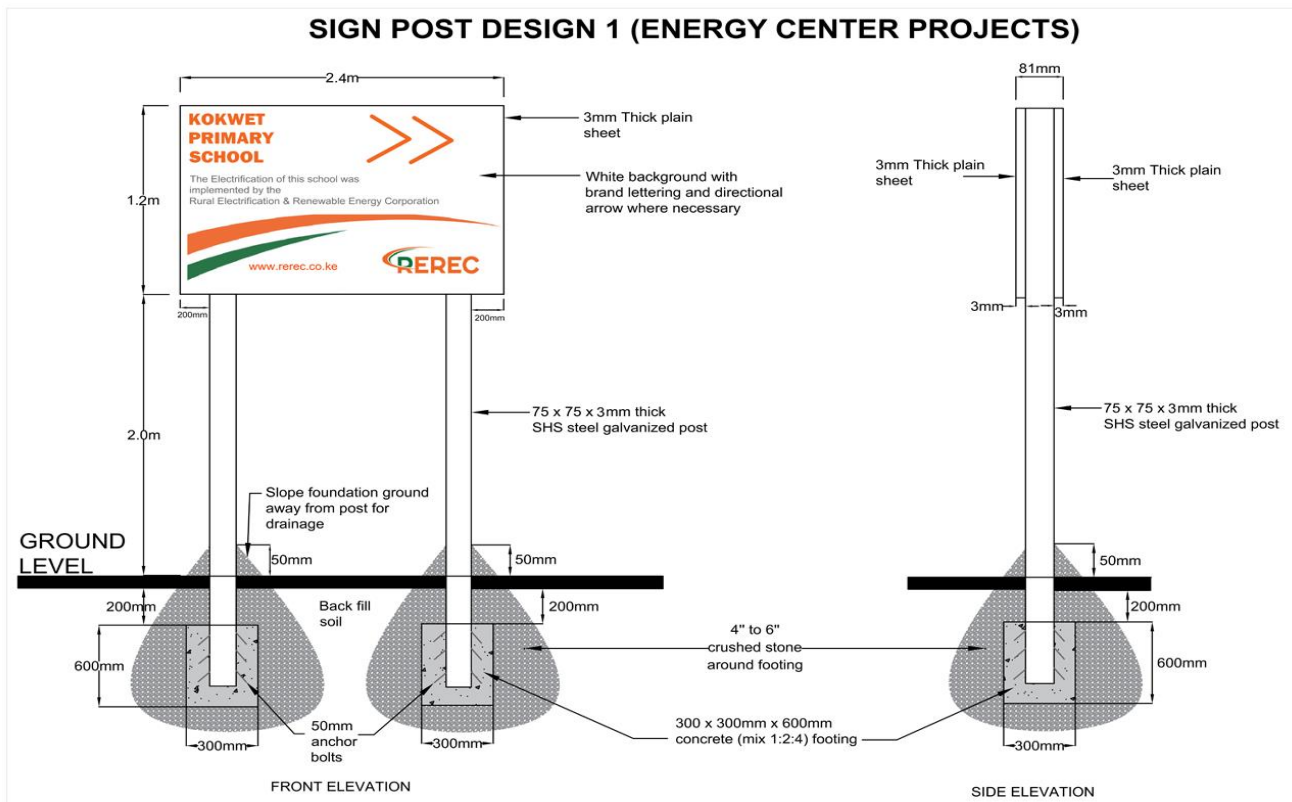 SIGN POST DESIGN 1 (ENERGY CENTER PROJECTS)
2.4m
81mm
KOKWET
PRIMARY
SCHOOL
The Electrification of this school was
implemented by the
Rural Electrification & Renewable Energy Corporation
www.rerec.co.ke
REREC
3mm Thick plain
sheet
White background with
brand lettering and directional
arrow where necessary
1.2m
200mm
200mm
3mm Thick plain
sheet
3mm Thick plain
sheet
3mm
3mm
2.0m
75 x 75 x 3mm thick
SHS steel galvanized post
75 x 75 x 3mm thick
SHS steel galvanized post
Slope foundation ground
away from post for
drainage
GROUND
LEVEL
50mm
50mm
50mm
200mm
Back fill
soil
200mm
200mm
4" to 6"
crushed stone
around footing
600mm
600mm
300mm
50mm
anchor
bolts
300mm
300 x 300mm x 600mm
concrete (mix 1:2:4) footing
300mm
FRONT ELEVATION
SIDE ELEVATION